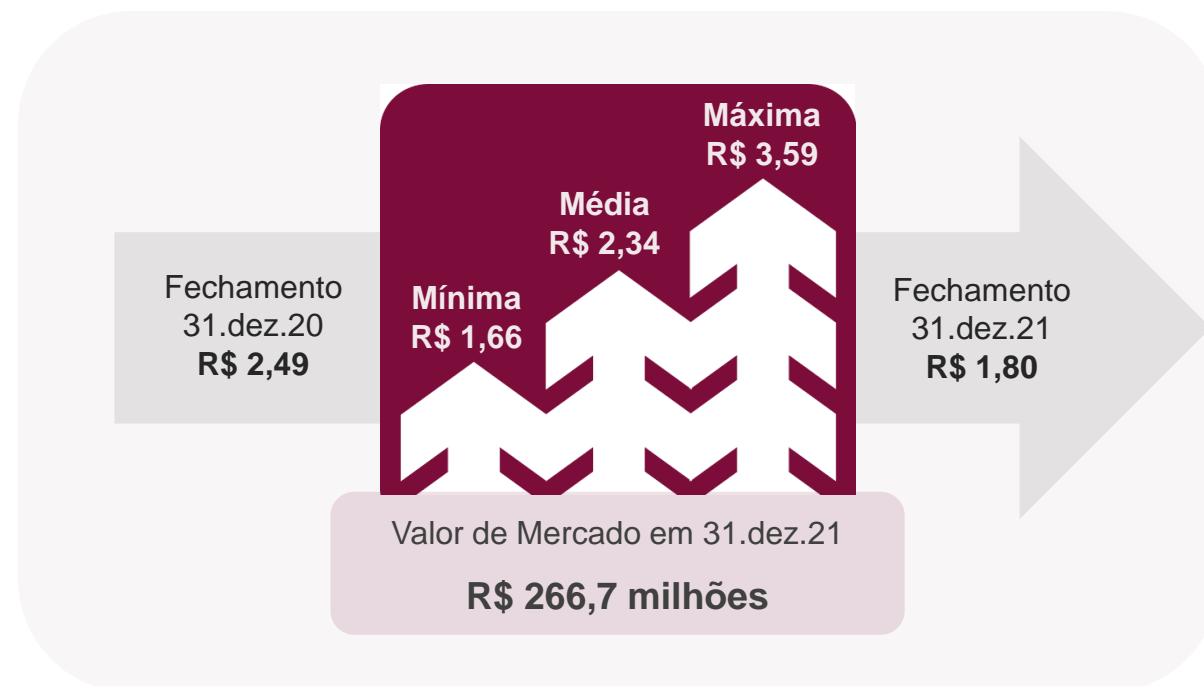 Fechamento
31.dez.20
R$ 2,49
Mínima
R$ 1,66
Média
R$ 2,34
Máxima
R$ 3,59
Fechamento
31.dez.21
R$ 1,80
Valor de Mercado em 31.dez.21
R$ 266,7 milhões